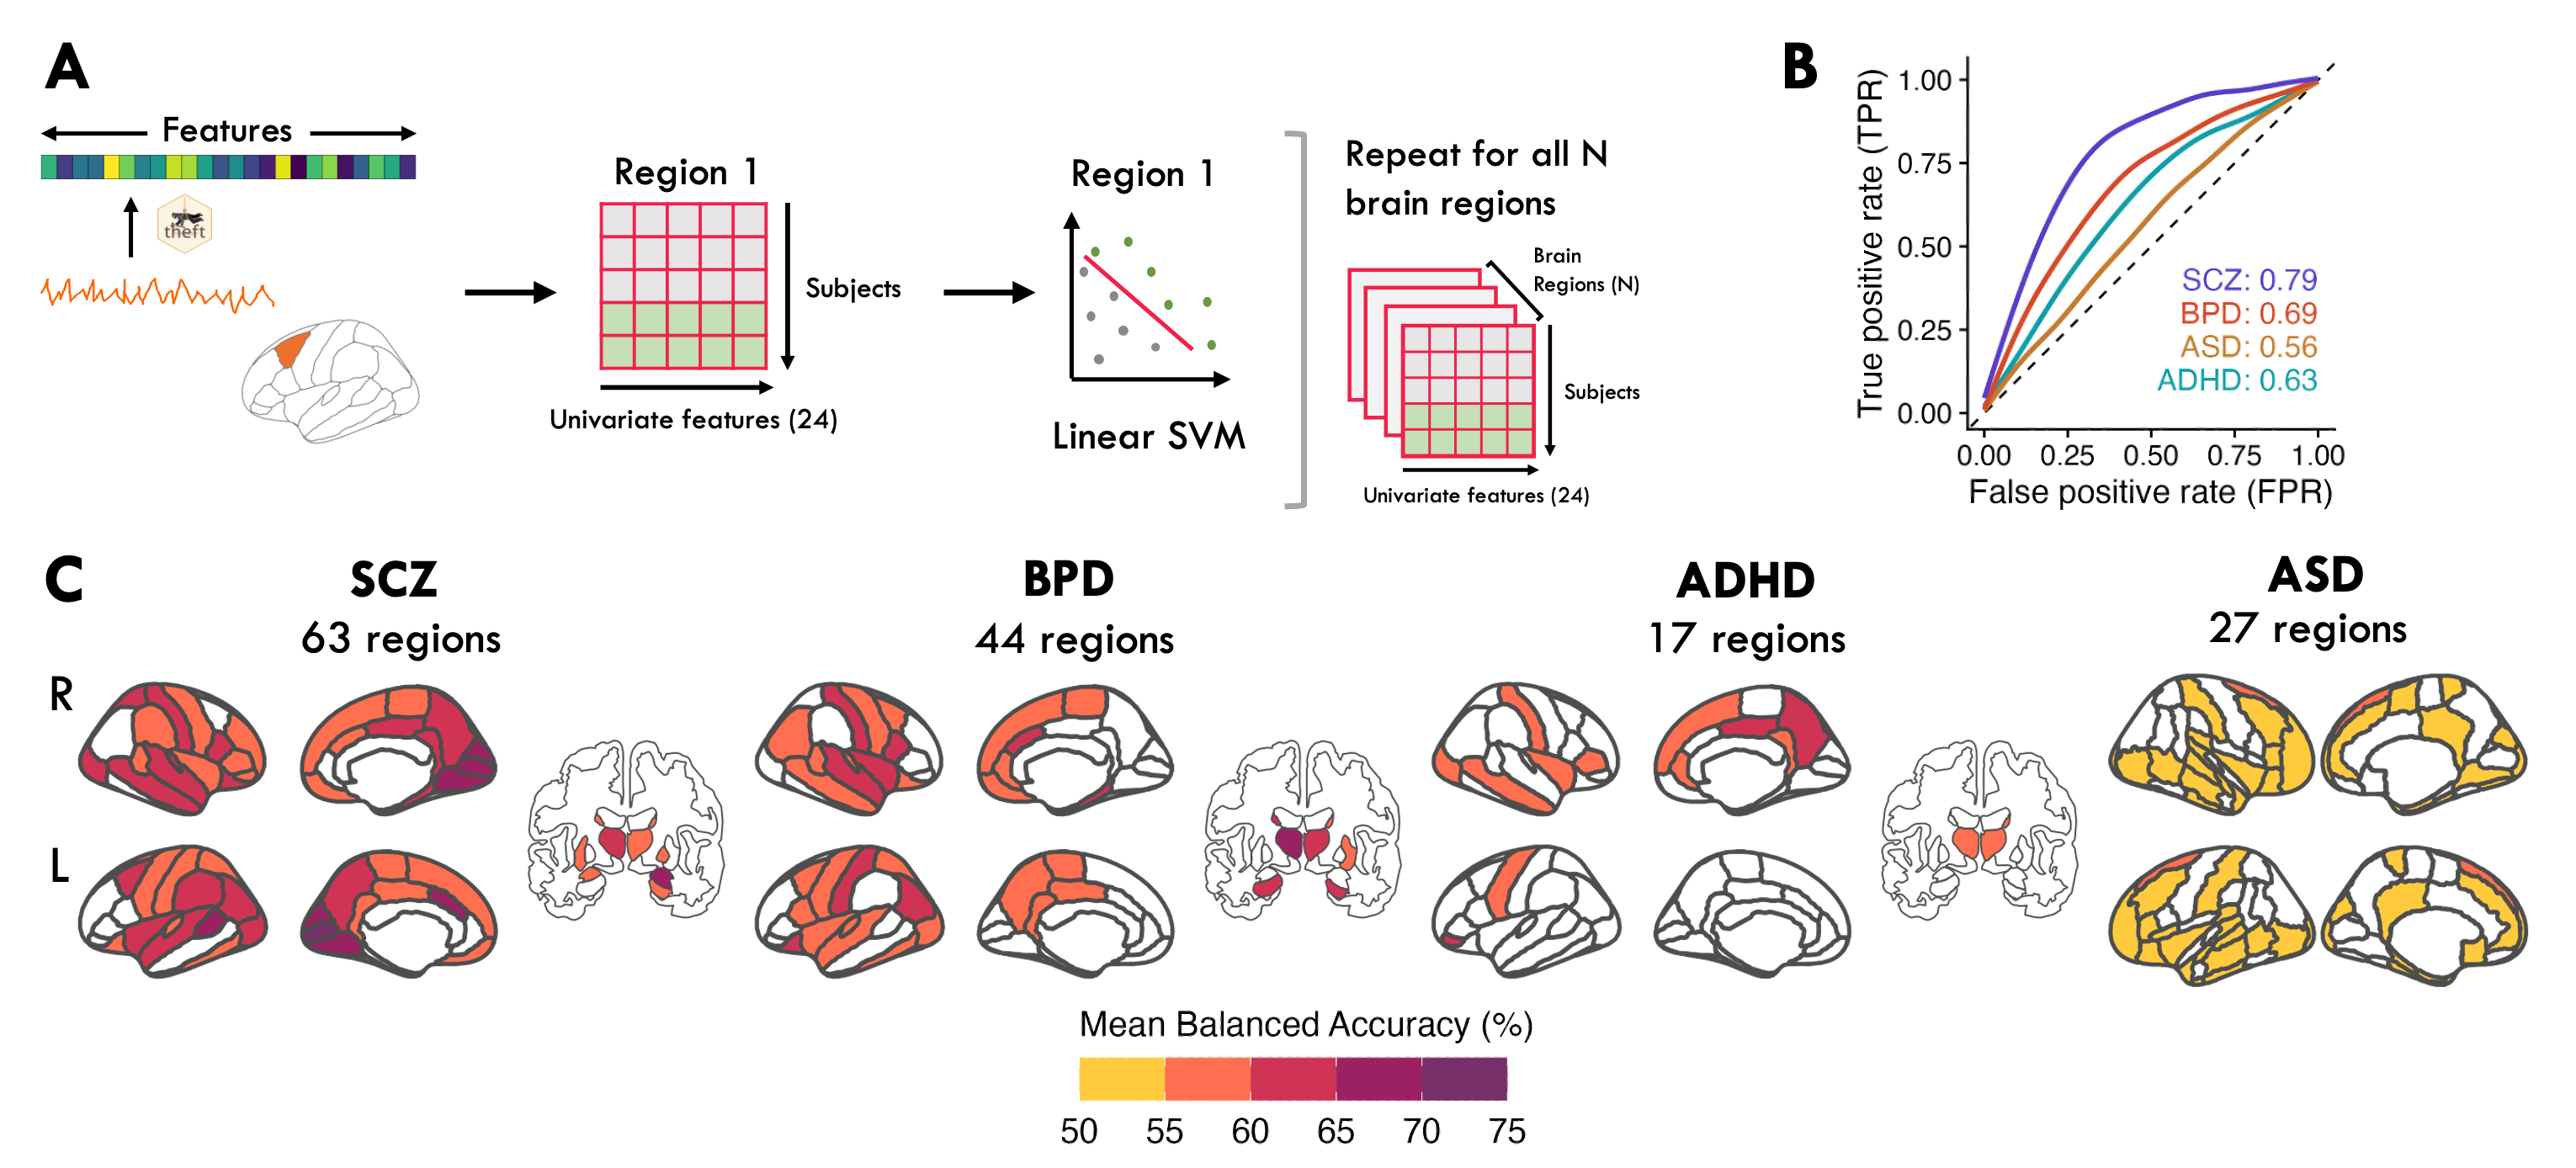 A
Features
theft
Region 1
Subjects
Univariate features (24)
Region 1
Linear SVM
Repeat for all N
brain regions
Brain
Regions (N)
Subjects
Univariate features (24)
B
True positive rate (TPR)
1.00
0.75
0.50
0.25
0.00
SCZ: 0.79
BPD: 0.69
ASD: 0.56
ADHD: 0.63
0.00 0.25 0.50 0.75 1.00
False positive rate (FPR)
C
SCZ
63 regions
BPD
44 regions
ADHD
17 regions
ASD
27 regions
R
L
Mean Balanced Accuracy (%)
50 55 60 65 70 75